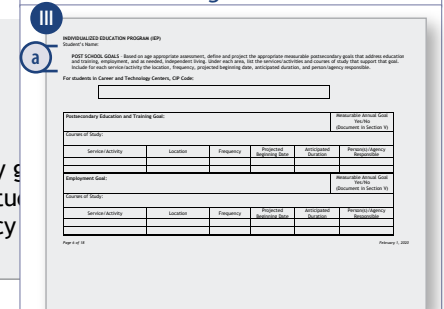 III
a
INDIVIDUALIZED EDUCATION PROGRAM (IEP)
Student's Name:
POST SCHOOL GOALS - Based on age appropriate assessment, define and project the appropriate measurable postsecondary goals that address education
and training, employment, and as needed, independent living. Under each area, list the services/activities and courses of study that support that goal.
Include for each service/activity the location, frequency, projected beginning date, anticipated duration, and person/agency responsible.
For students in Career and Technology Centers, CIP Code:
Postsecondary Education and Training Goal:
Measurable Annual Goal
Yes/No
(Document in Section V)
Courses of Study:
Service/Activity Location Frequency Projected Beginning Date Anticipated Duration Person(s)/Agency Responsible
Employment Goal:
Measurable Annual Goal
Yes/No
(Document in Section V)
Courses of Study:
Service/Activity Location Frequency Projected Beginning Date Anticipated Duration Person(s)/Agency Responsible
Page 6 of 18 February 1, 2020